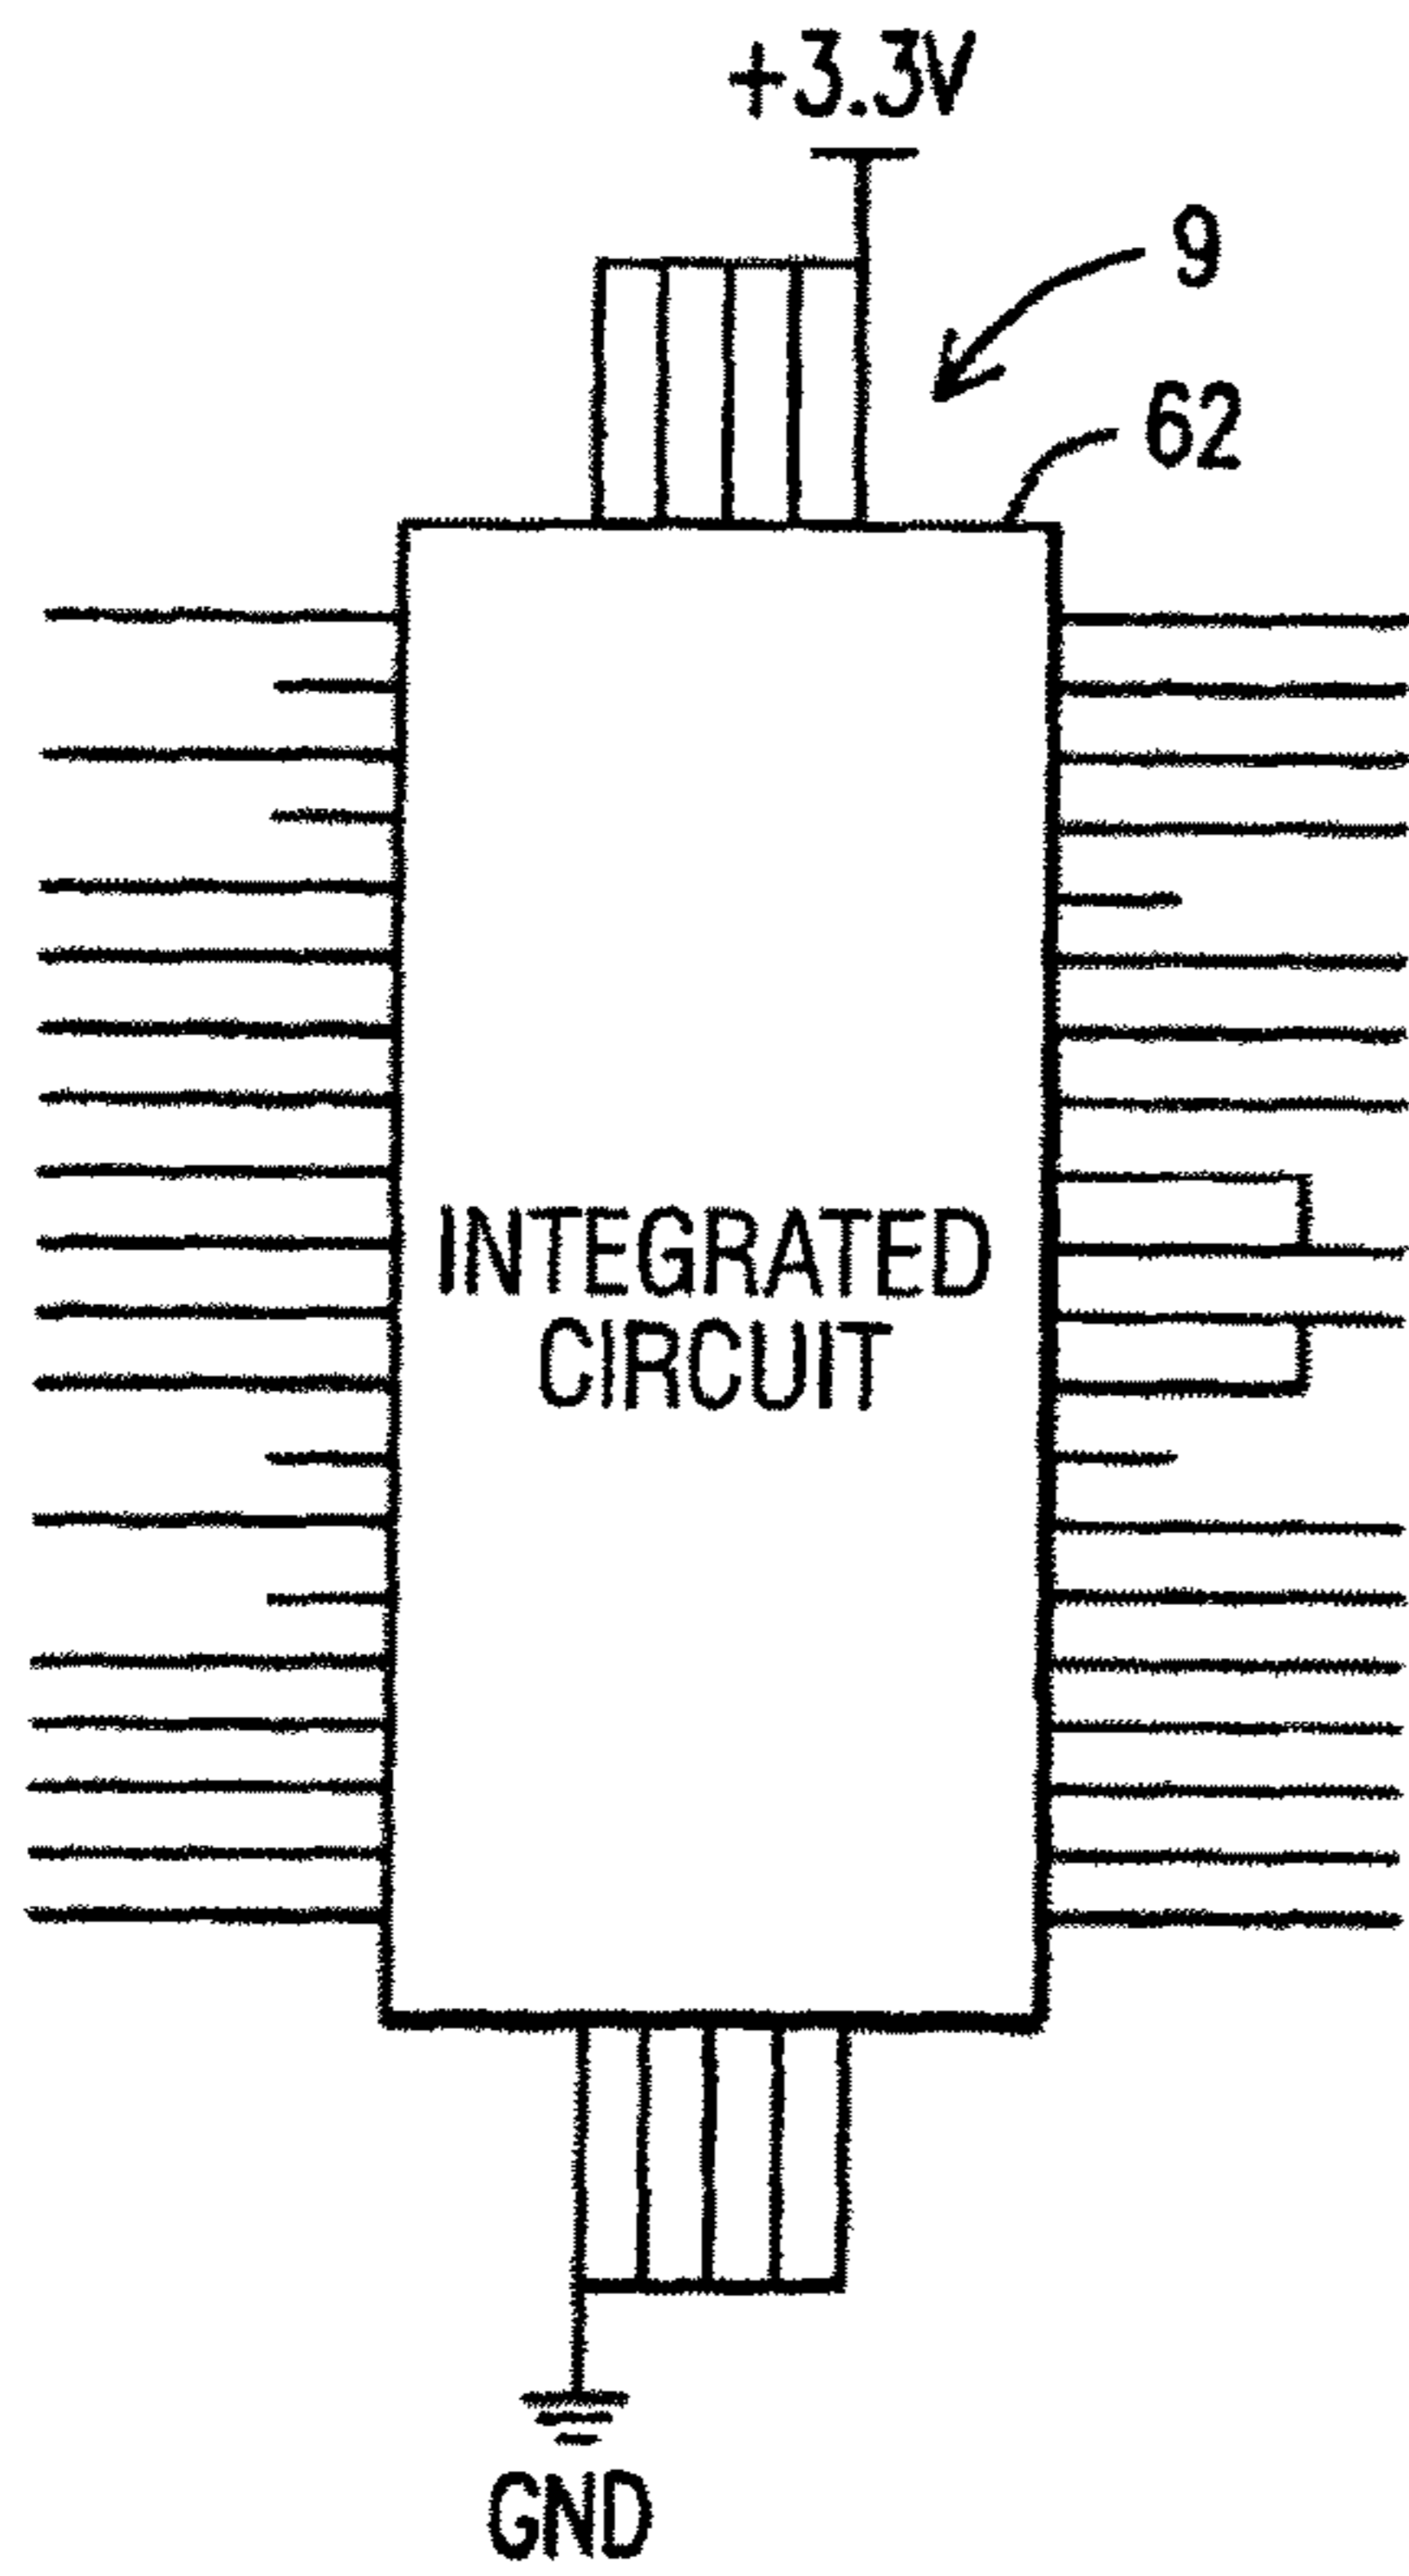 +3.3V
9
62
INTEGRATED
CIRCUIT
GND